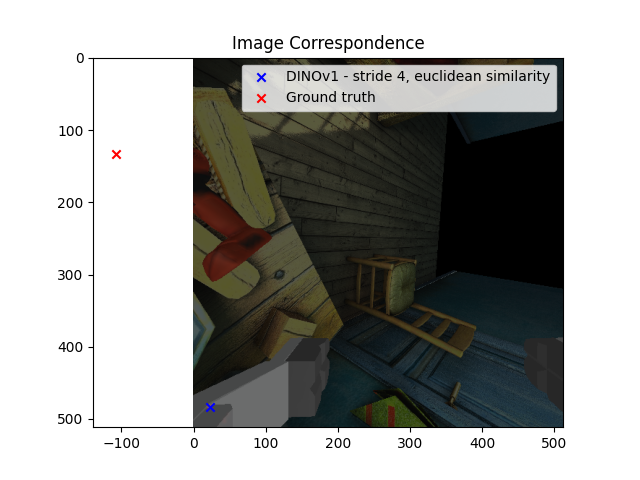 Image Correspondence
DINOv1 - stride 4, euclidean similarity
Ground truth
0
100
200
300
400
500
−100 0 100 200 300 400 500